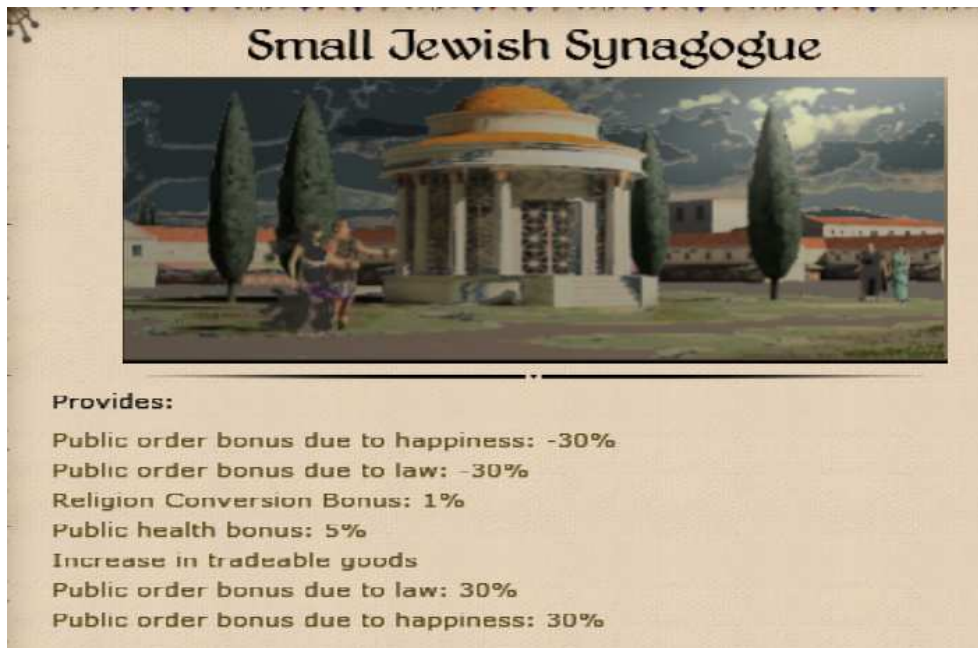 Small Jewish Synagogue
Provides:
Public order bonus due to happiness: -30%
Public order bonus due to law: -30%
Religion Conversion Bonus: 1%
Public health bonus: 5%
Increase in tradeable goods
Public order bonus due to law: 30%
Public order bonus due to happiness: 30%